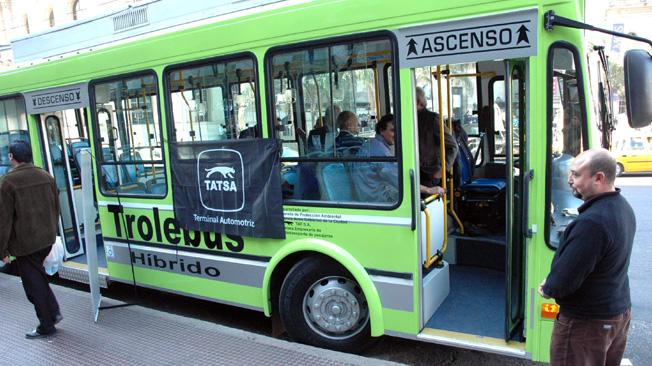 DESCENSO
ASCENSO
TATSA
Terminal Automotriz
Trolebus
Híbrido